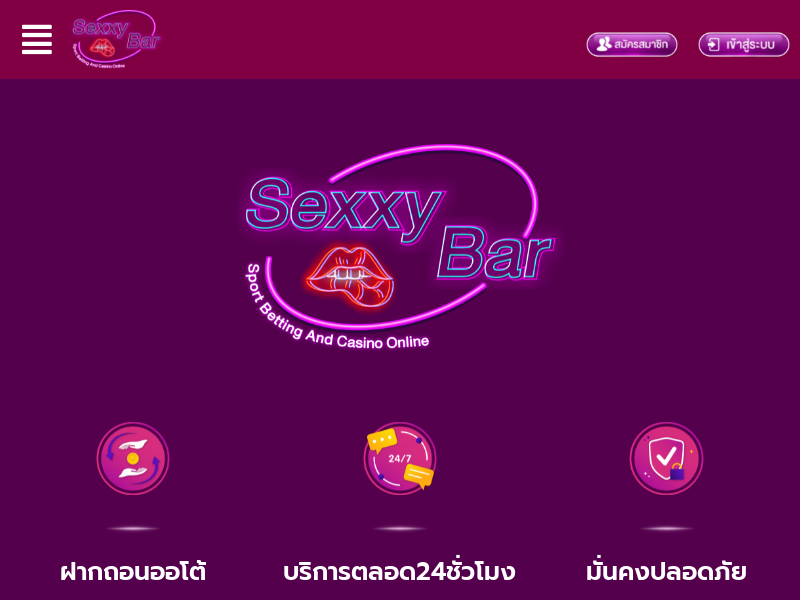 Sexxy
Bar
Sport Betting And Casino Online
สมัครสมาชิก
เข้าสู่ระบบ
Sexxy
Bar
Sport Betting And Casino Online
24/7
ฝากถอนออโต้
บริการตลอด24ชั่วโมง
มั่นคงปลอดภัย